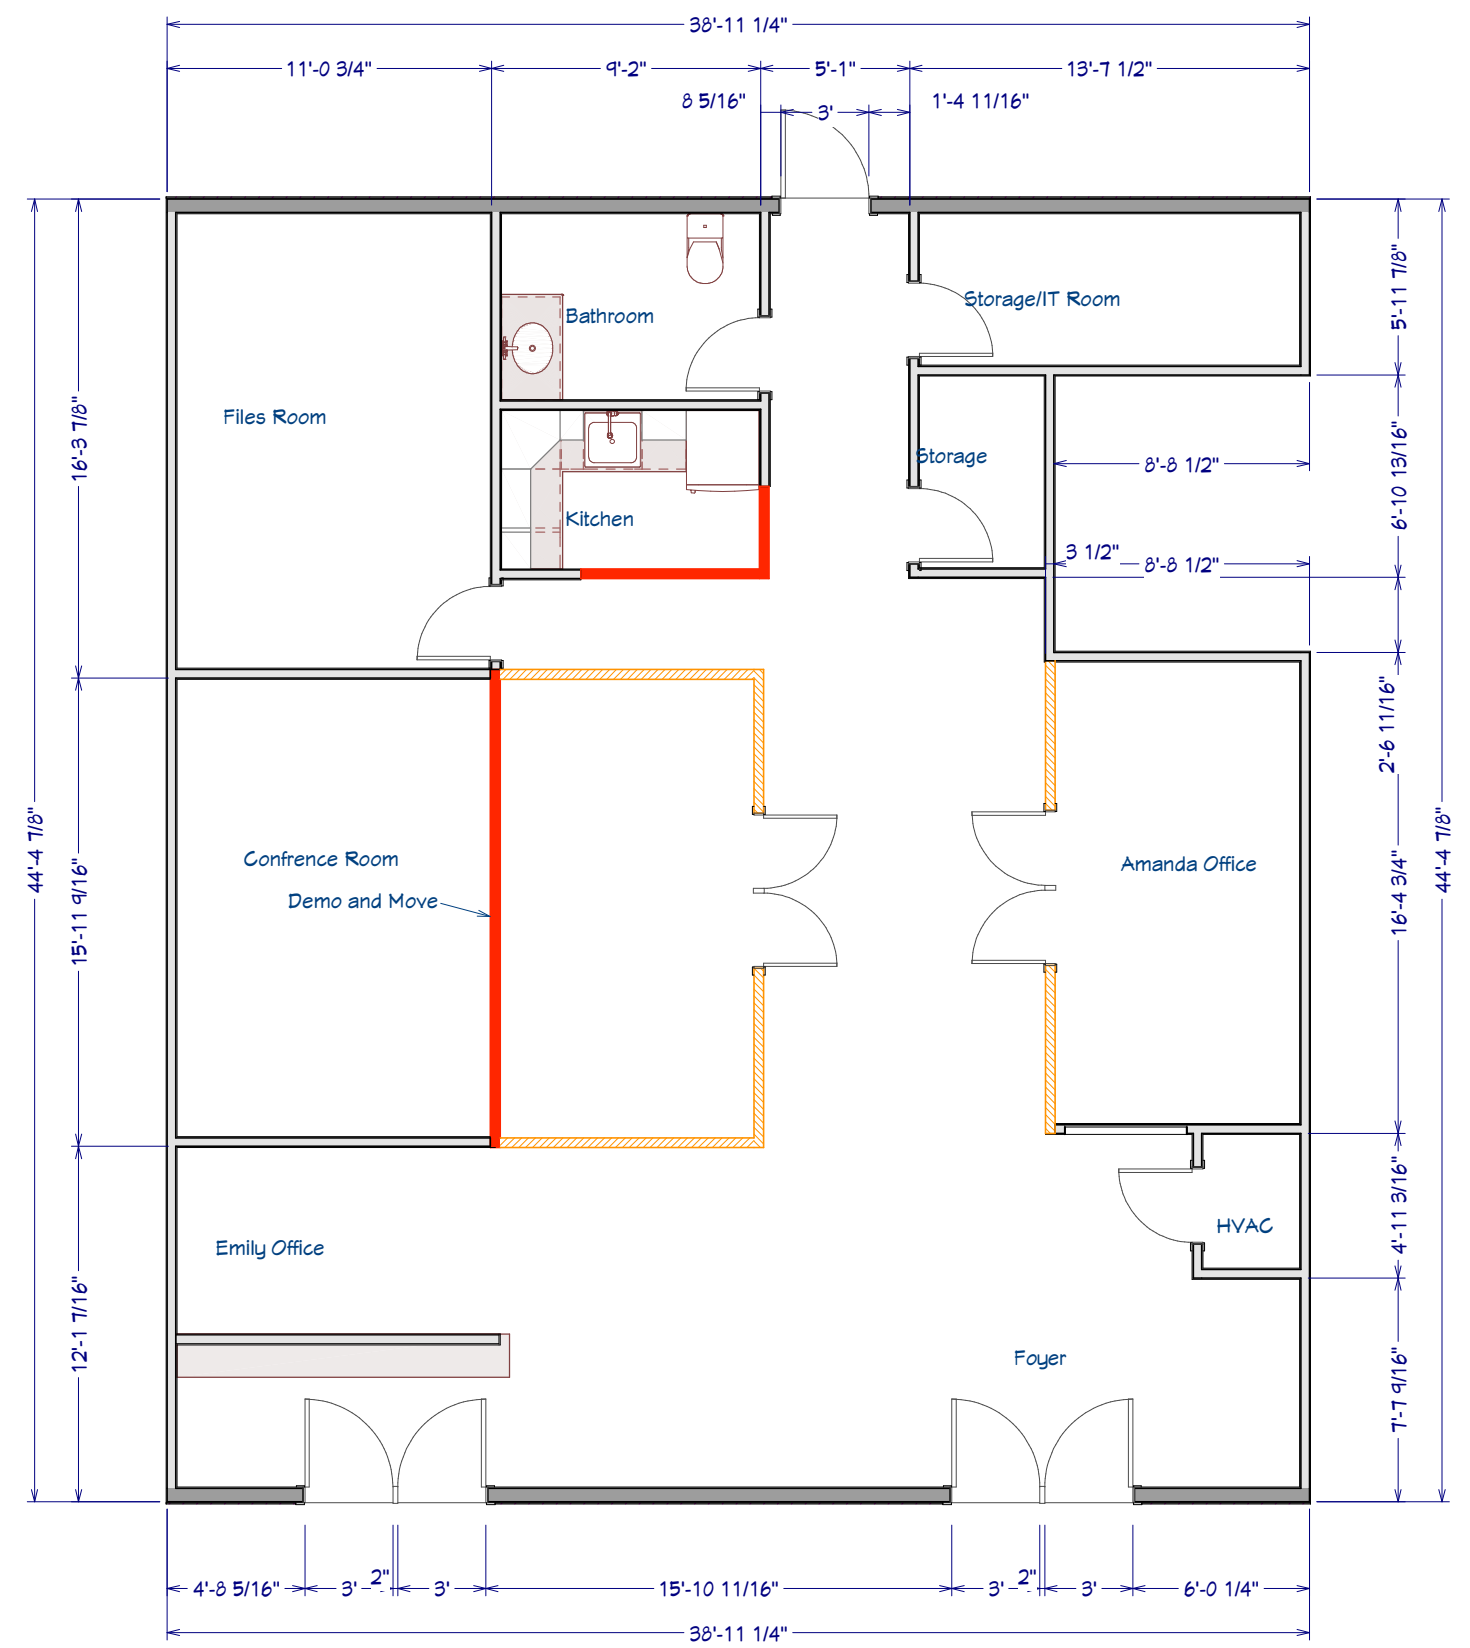 38'-11 1/4"
11'-0 3/4" 9'-2" 5'-1" 13'-7 1/2"
8 5/16" 3' 1'-4 11/16"
Storage/IT Room
Bathroom
5'-11 7/8"
Files Room
16'-3 7/8"
Storage
8'-8 1/2"
6'-10 13/16"
Kitchen
3 1/2"
8'-8 1/2"
2'-6 11/16"
44'-4 7/8"
44'-4 7/8"
Confrence Room
Amanda Office
Demo and Move
15'-11 9/16"
16'-4 3/4"
HVAC
4'-11 3/16"
Emily Office
12'-1 7/16"
Foyer
7'-7 9/16"
4'-8 5/16" 3' 2" 3' 15'-10 11/16" 3' 2" 3' 6'-0 1/4"
38'-11 1/4"